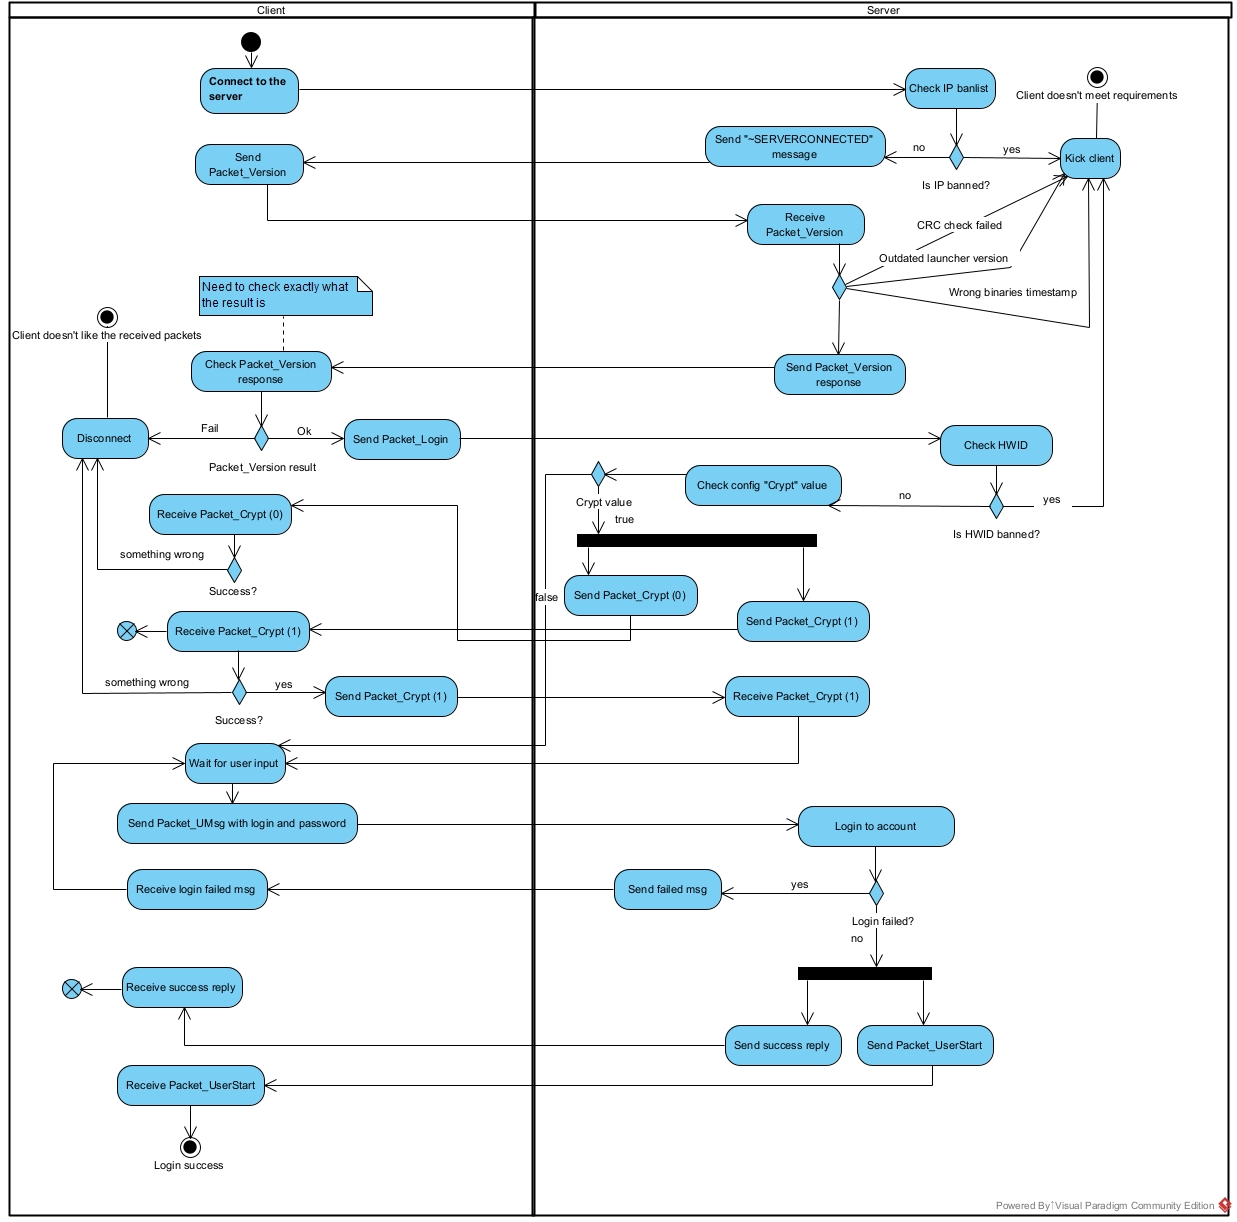 Client
Server
Connect to the
server
Check IP banlist
Client doesn't meet requirements
Send "~SERVERCONNECTED"
message
no
yes
Kick client
Send
Packet_Version
Is IP banned?
Receive
Packet_Version
CRC check failed
Outdated launcher version
Wrong binaries timestamp
Need to check exactly what
the result is
Client doesn't like the received packets
Check Packet_Version
response
Send Packet_Version
response
Disconnect
Fail
Ok
Send Packet_Login
Check HWID
Packet_Version result
Check config "Crypt" value
no
yes
Crypt value
true
Is HWID banned?
Receive Packet_Crypt (0)
something wrong
Success?
false
Send Packet_Crypt (0)
Send Packet_Crypt (1)
Receive Packet_Crypt (1)
something wrong
yes
Send Packet_Crypt (1)
Receive Packet_Crypt (1)
Success?
Wait for user input
Send Packet_UMsg with login and password
Login to account
Receive login failed msg
Send failed msg
yes
Login failed?
no
Receive success reply
Send success reply
Send Packet_UserStart
Receive Packet_UserStart
Login success
Powered By↑Visual Paradigm Community Edition